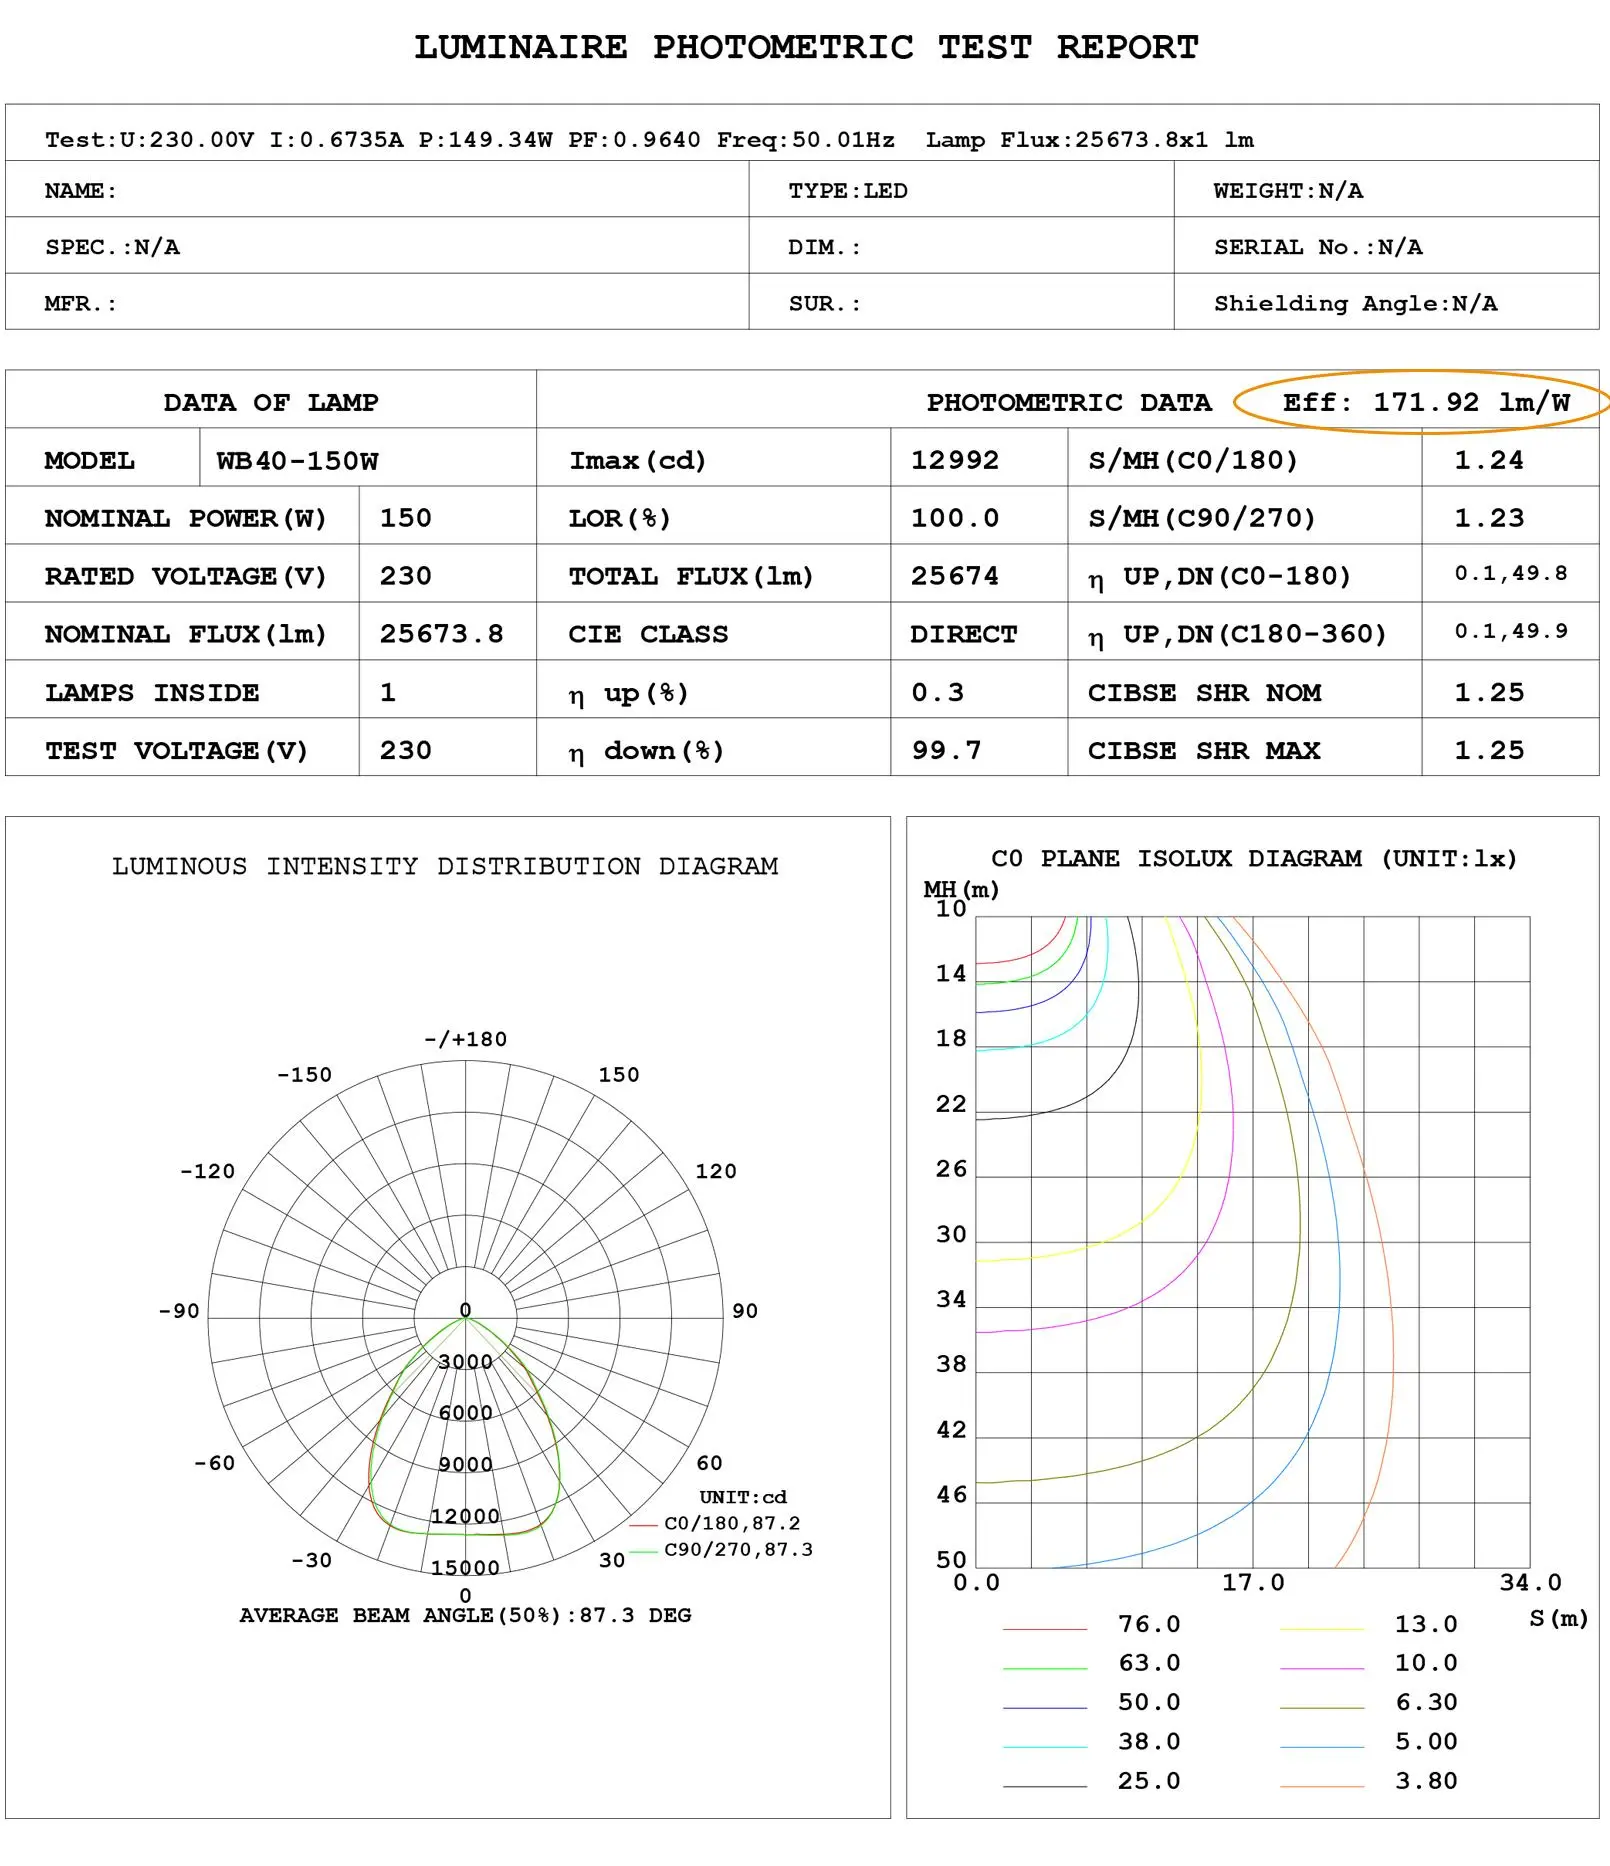 LUMINAIRE PHOTOMETRIC TEST REPORT
Test:U:230.00V I:0.6735A P:149.34W PF:0.9640 Freq:50.01Hz Lamp Flux:25673.8x1 lm
NAME: TYPE:LED WEIGHT:N/A
SPEC.:N/A DIM.: SERIAL No.:N/A
MFR.: SUR.: Shielding Angle:N/A
DATA OF LAMP PHOTOMETRIC DATA Eff: 171.92 lm/W
MODEL WB40-150W Imax(cd) 12992 S/MH(C0/180) 1.24
NOMINAL POWER(W) 150 LOR(%) 100.0 S/MH(C90/270) 1.23
RATED VOLTAGE(V) 230 TOTAL FLUX(lm) 25674 η UP,DN(C0-180) 0.1,49.8
NOMINAL FLUX(lm) 25673.8 CIE CLASS DIRECT η UP,DN(C180-360) 0.1,49.9
LAMPS INSIDE 1 η up(%) 0.3 CIBSE SHR NOM 1.25
TEST VOLTAGE(V) 230 η down(%) 99.7 CIBSE SHR MAX 1.25
LUMINOUS INTENSITY DISTRIBUTION DIAGRAM
-/+180
-150 150
-120 120
-90 0 90
3000
6000
-60 9000 60
UNIT:cd
12000 C0/180,87.2
-30 30 C90/270,87.3
15000
0
AVERAGE BEAM ANGLE(50%):87.3 DEG
C0 PLANE ISOLUX DIAGRAM (UNIT:lx)
MH(m)
10
14
18
22
26
30
34
38
42
46
50
0.0 17.0 34.0
S(m)
76.0 13.0
63.0 10.0
50.0 6.30
38.0 5.00
25.0 3.80